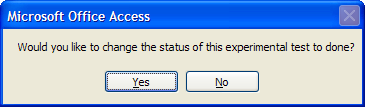 Microsoft Office Access
Would you like to change the status of this experimental test to done?
Yes
No